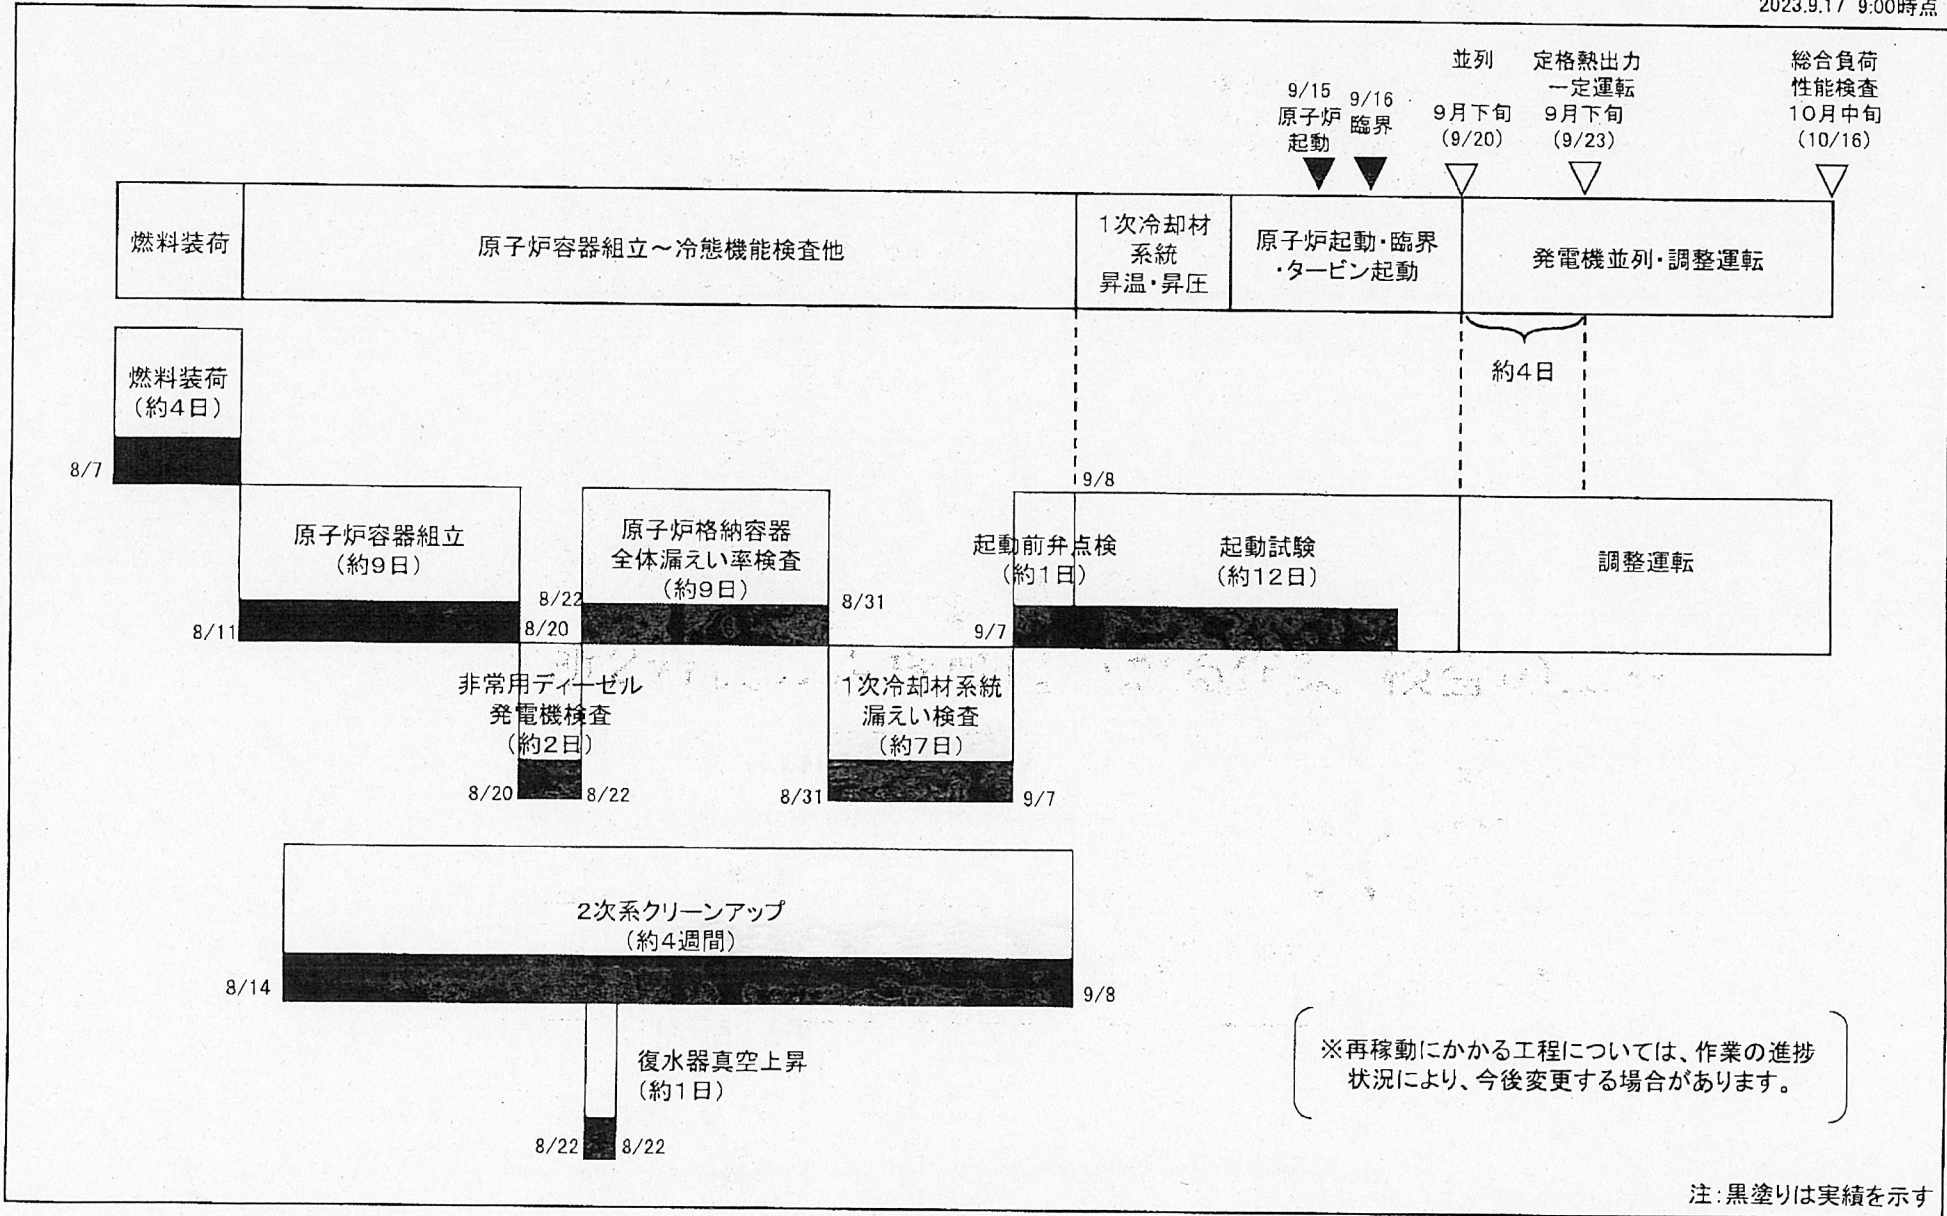 2023.9.17 9:00時点
並列
9月下旬
(9/20)
定格熱出力
一定運転
9月下旬
(9/23)
総合負荷
性能検査
10月中旬
(10/16)
9/15
原子炉
起動
9/16
臨界
燃料装荷
原子炉容器組立～冷態機能検査他
1次冷却材
系統
昇温・昇圧
原子炉起動・臨界
・タービン起動
発電機並列・調整運転
約4日
燃料装荷
(約4日)
8/7
原子炉容器組立
(約9日)
8/11
8/20
8/22
原子炉格納容器
全体漏えい率検査
(約9日)
8/31
9/8
起動前弁点検
(約1日)
9/7
起動試験
(約12日)
調整運転
非常用ディーゼル
発電機検査
(約2日)
8/20
8/22
1次冷却材系統
漏えい検査
(約7日)
8/31
9/7
2次系クリーンアップ
(約4週間)
8/14
9/8
復水器真空上昇
(約1日)
8/22
8/22
※再稼動にかかる工程については、作業の進捗
状況により、今後変更する場合があります。
注：黒塗りは実績を示す